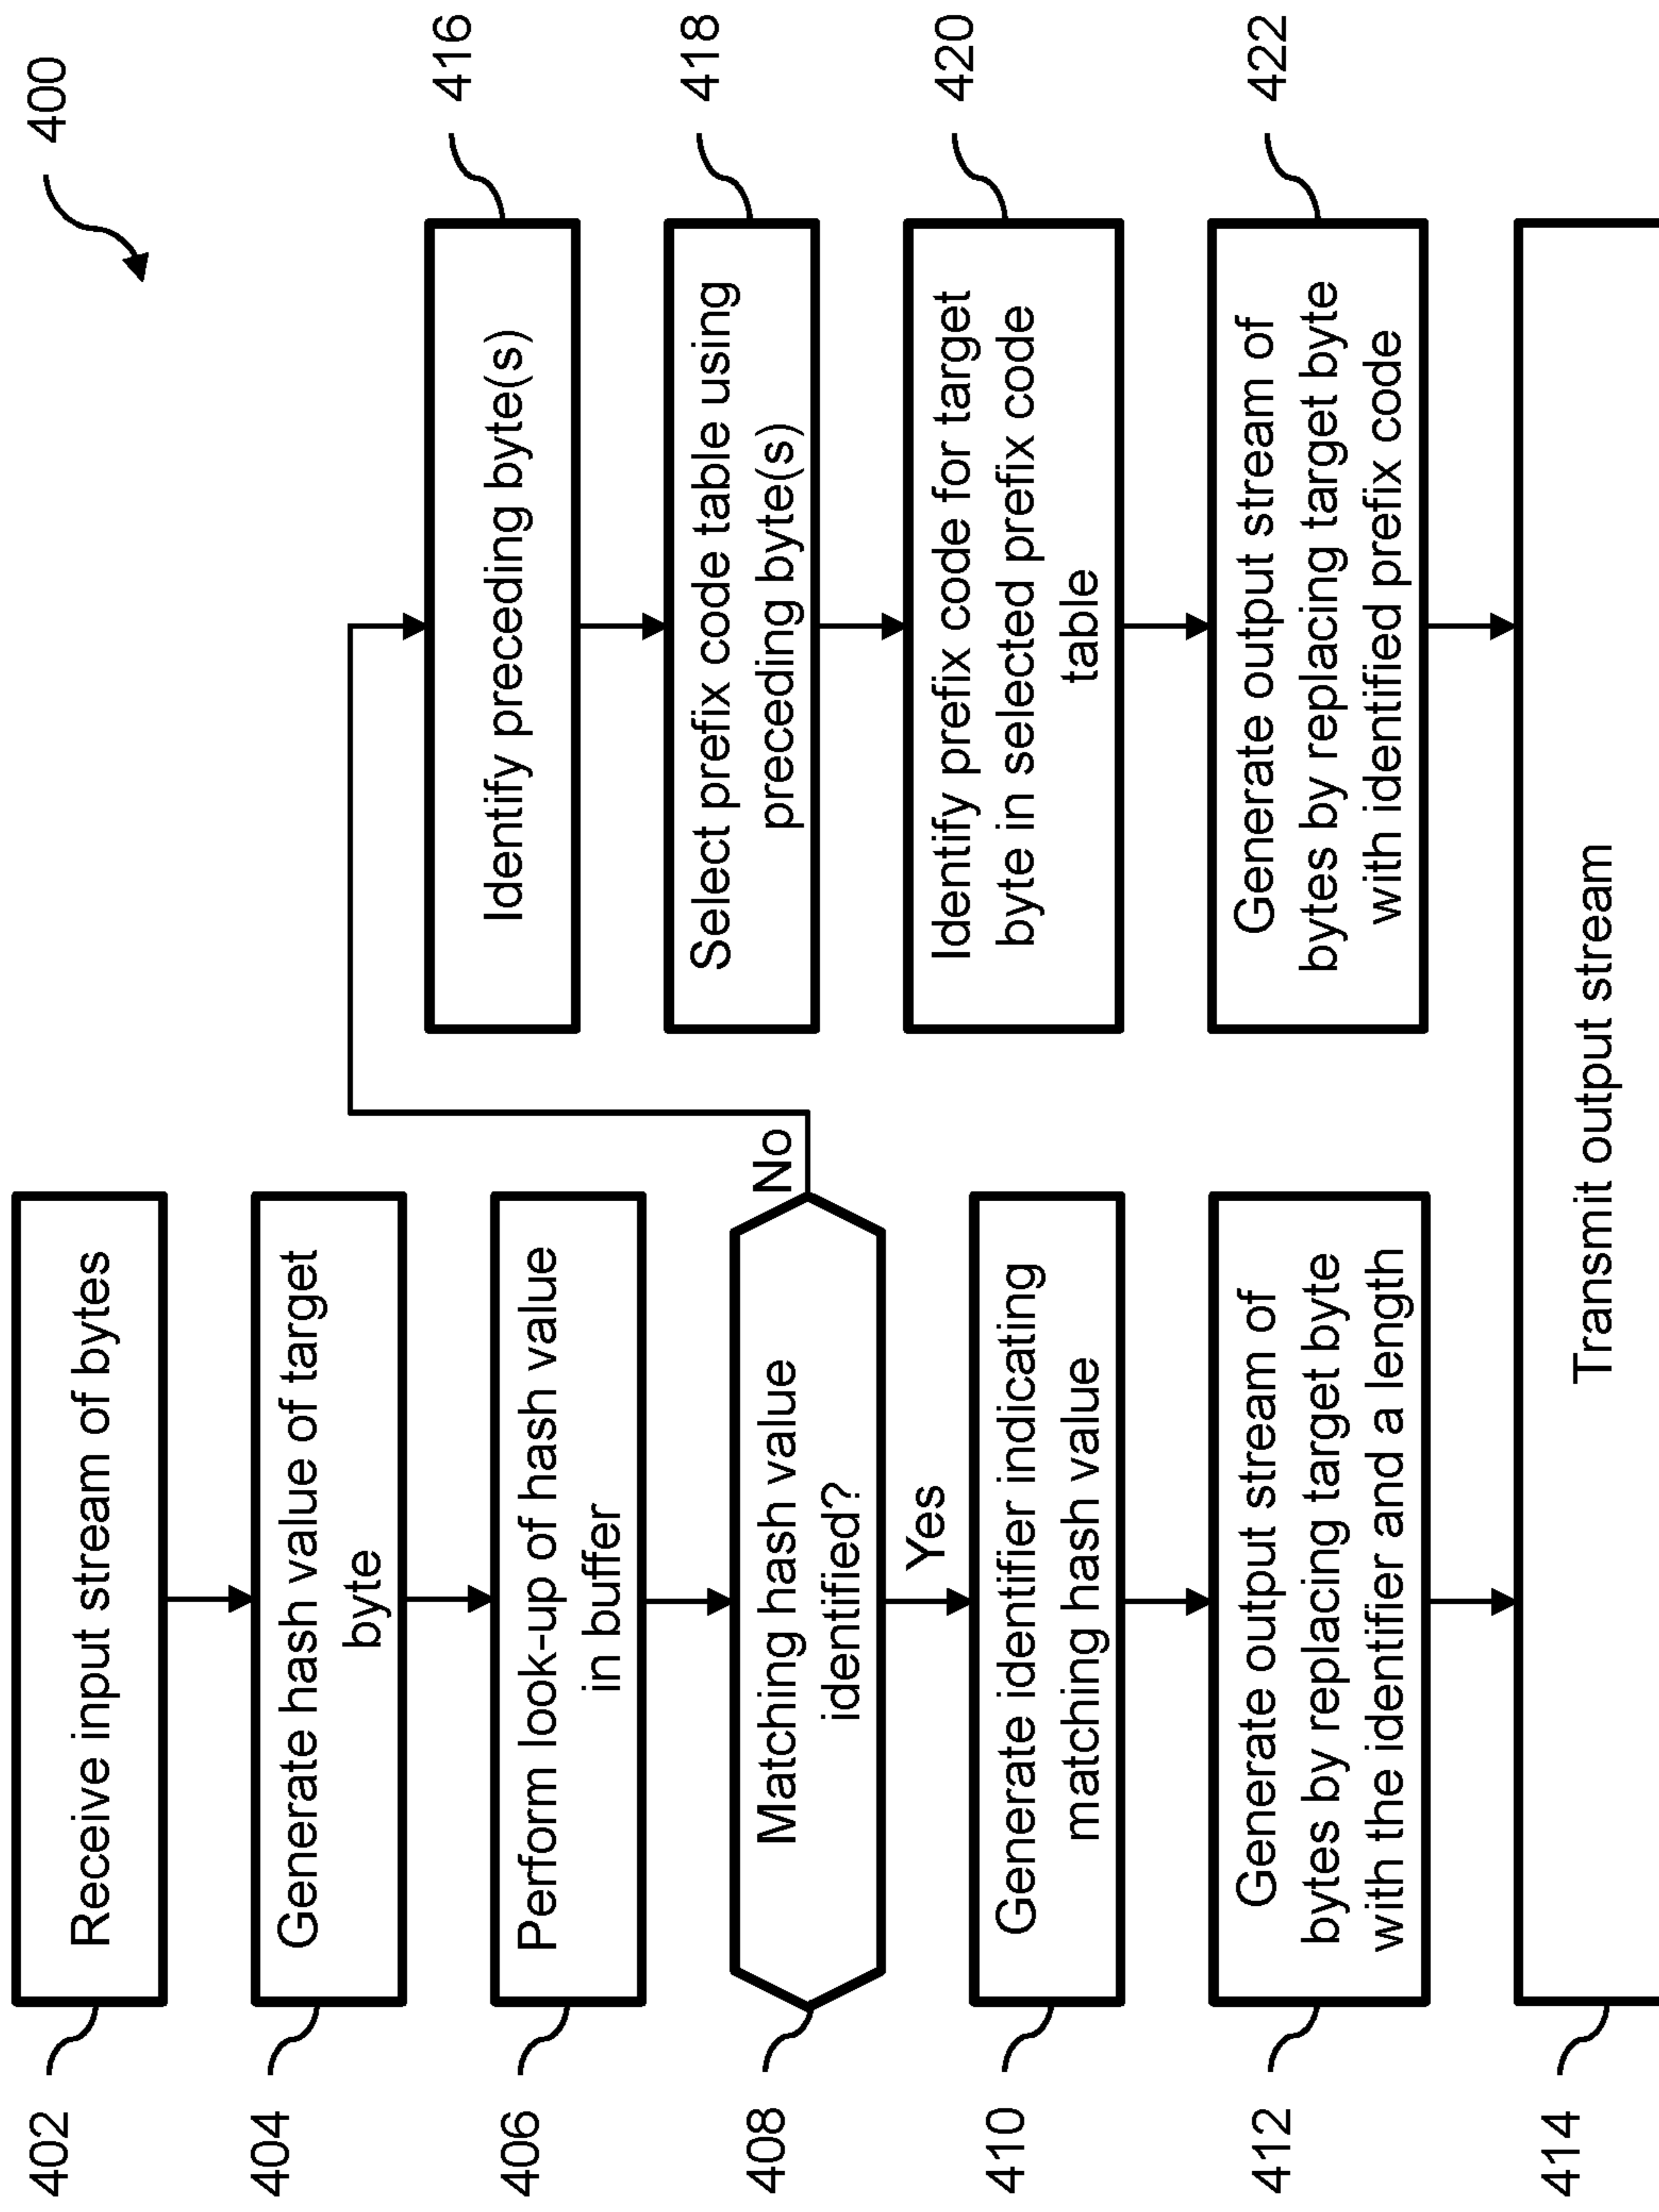 400
402
Receive input stream of bytes
404
Generate hash value of target
byte
406
Perform look-up of hash value
in buffer
408
Matching hash value
identified?
No
Yes
410
Generate identifier indicating
matching hash value
412
Generate output stream of
bytes by replacing target byte
with the identifier and a length
416
Identify preceding byte(s)
418
Select prefix code table using
preceding byte(s)
420
Identify prefix code for target
byte in selected prefix code
table
422
Generate output stream of
bytes by replacing target byte
with identified prefix code
414
Transmit output stream